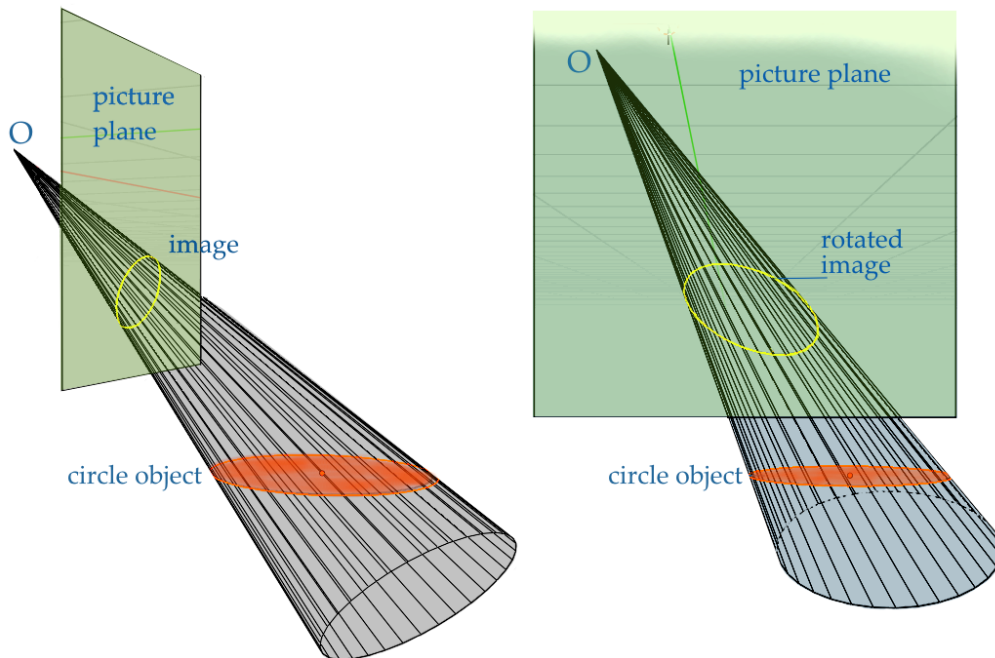 picture
plane
O
image
circle object
O
picture plane
rotated
image
circle object